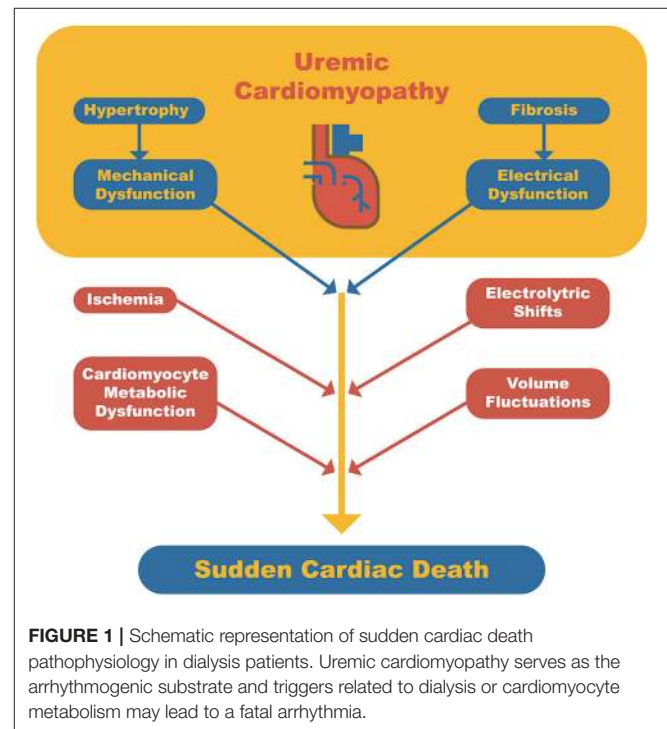 Uremic
Cardiomyopathy
Hypertrophy
Fibrosis
Mechanical
Dysfunction
Electrical
Dysfunction
Ischemia
Electrolytric
Shifts
Cardiomyocyte
Metabolic
Dysfunction
Volume
Fluctuations
Sudden Cardiac Death
FIGURE 1 | Schematic representation of sudden cardiac death
pathophysiology in dialysis patients. Uremic cardiomyopathy serves as the
arrhythmogenic substrate and triggers related to dialysis or cardiomyocyte
metabolism may lead to a fatal arrhythmia.